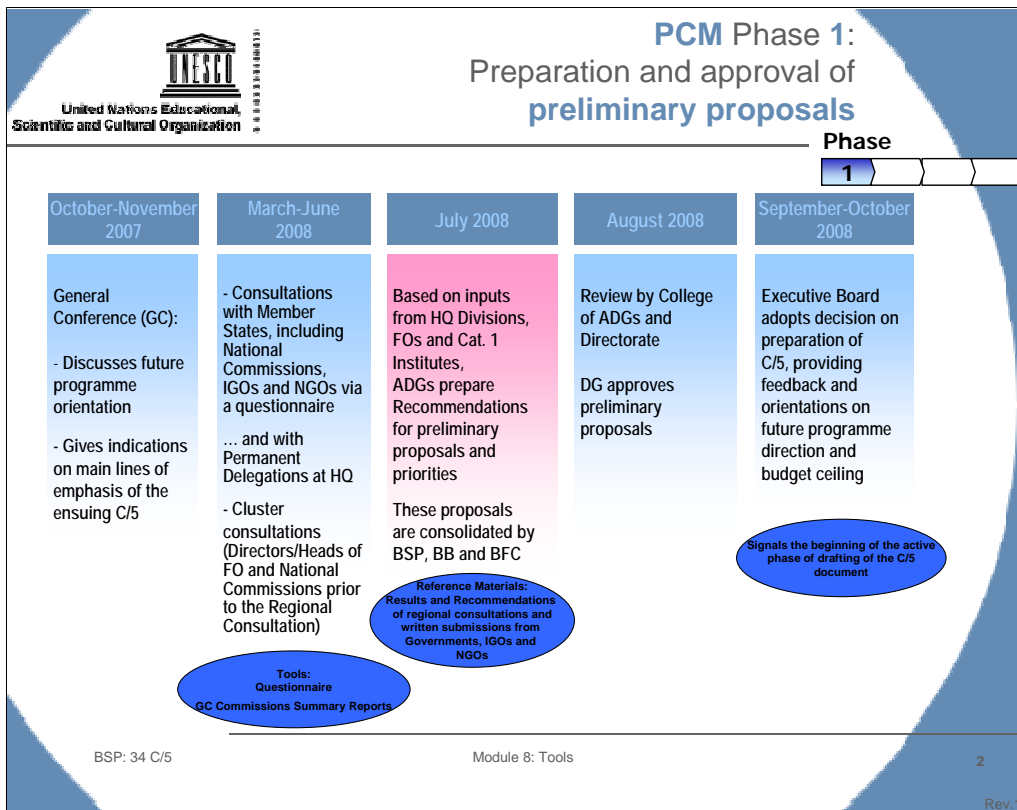 UNESCO
United Nations Educational,
Scientific and Cultural Organization
PCM Phase 1:
Preparation and approval of
preliminary proposals
Phase
1
October-November
2007
General
Conference (GC):
- Discusses future
programme
orientation
- Gives indications
on main lines of
emphasis of the
ensuing C/5
March-June
2008
- Consultations
with Member
States, including
National
Commissions,
IGOs and NGOs via
a questionnaire
... and with
Permanent
Delegations at HQ
- Cluster
consultations
(Directors/Heads of
FO and National
Commissions prior
to the Regional
Consultation)
Tools:
Questionnaire
GC Commissions Summary Reports
July 2008
Based on inputs
from HQ Divisions,
FOs and Cat. 1
Institutes,
ADGs prepare
Recommendations
for preliminary
proposals and
priorities
These proposals
are consolidated by
BSP, BB and BFC
Reference Materials:
Results and Recommendations
of regional consultations and
written submissions from
Governments, IGOs and
NGOs
August 2008
Review by College
of ADGs and
Directorate
DG approves
preliminary
proposals
September-October
2008
Executive Board
adopts decision on
preparation of
C/5, providing
feedback and
orientations on
future programme
direction and
budget ceiling
Signals the beginning of the active
phase of drafting of the C/5
document
BSP: 34 C/5
Module 8: Tools
2
Rev.